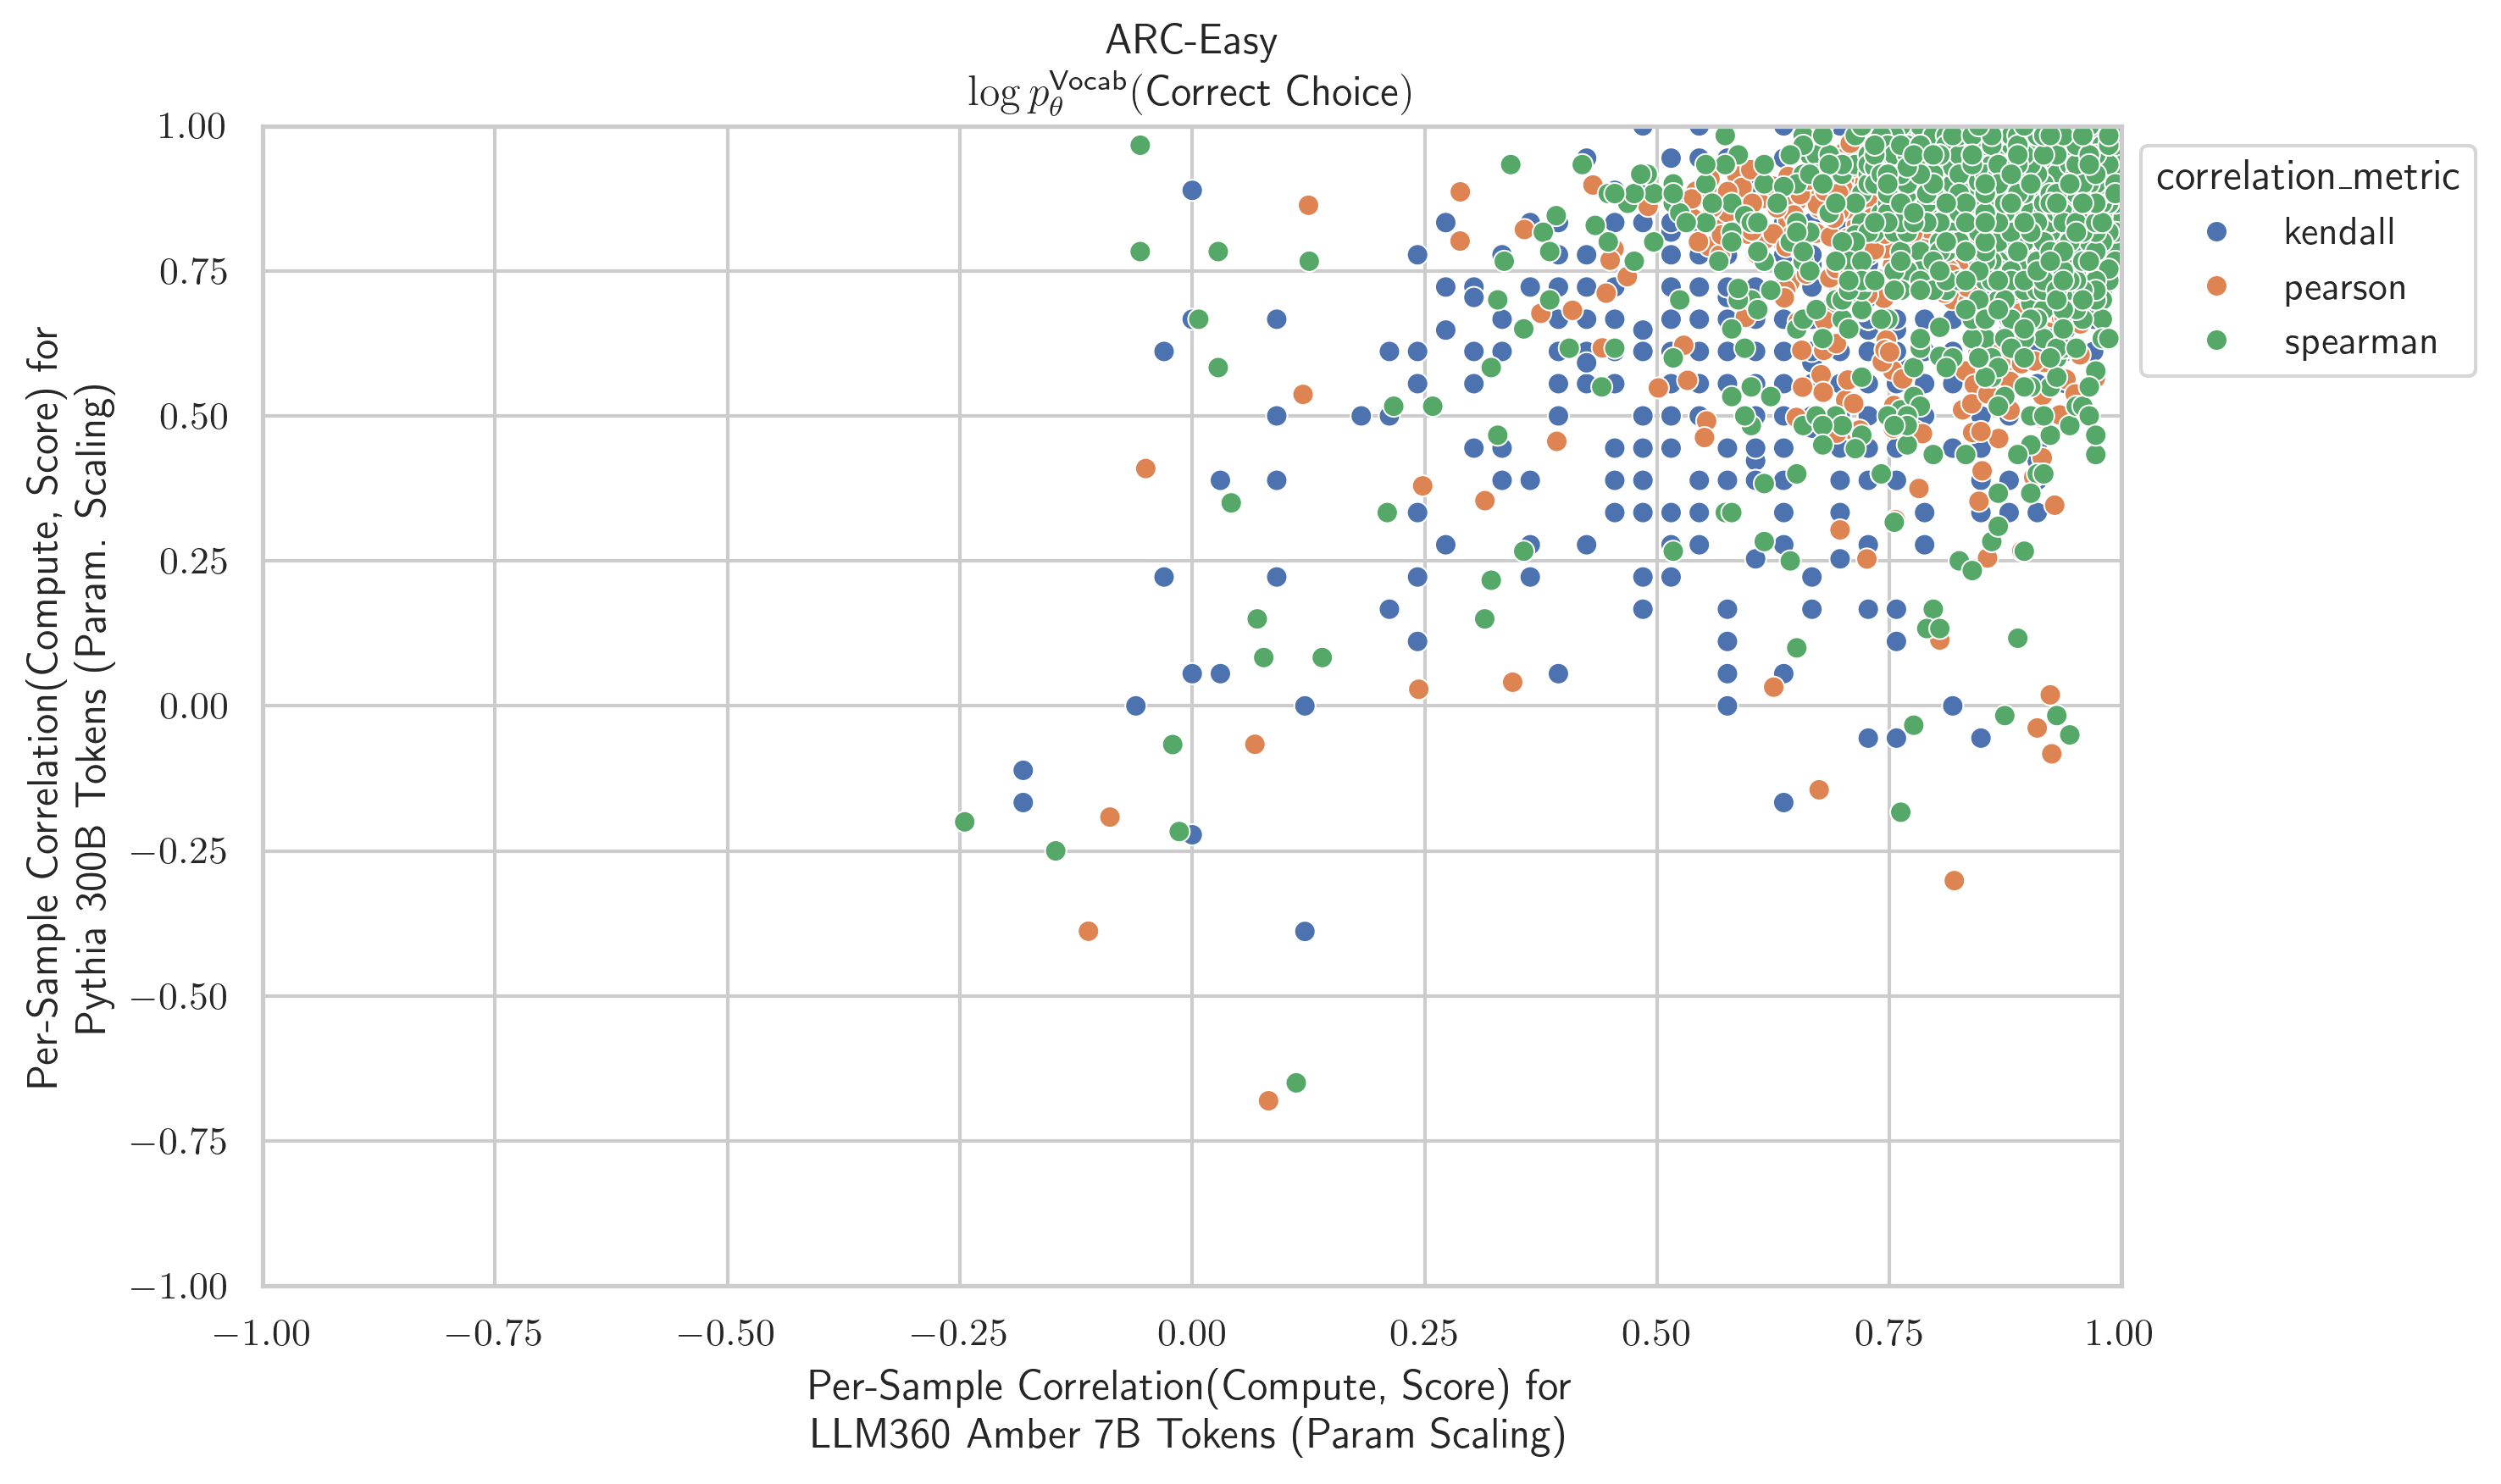 ARC-Easy
log p_θ^Vocab(Correct Choice)
1.00
0.75
0.50
0.25
0.00
−0.25
−0.50
−0.75
−1.00
Per-Sample Correlation(Compute, Score) for
Pythia 300B Tokens (Param. Scaling)
−1.00 −0.75 −0.50 −0.25 0.00 0.25 0.50 0.75 1.00
Per-Sample Correlation(Compute, Score) for
LLM360 Amber 7B Tokens (Param Scaling)
correlation_metric
kendall
pearson
spearman